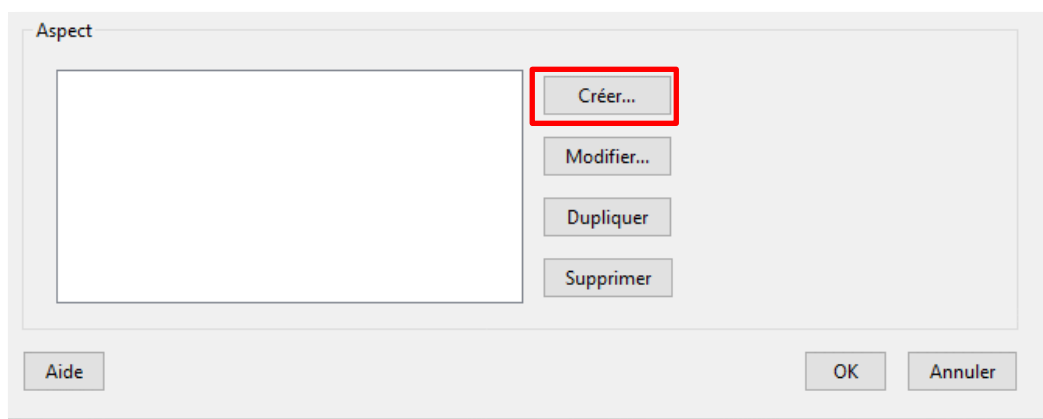 Aspect
Créer...
Modifier...
Dupliquer
Supprimer
Aide
OK
Annuler